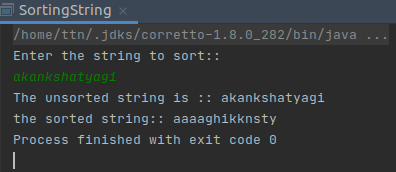 SortingString ×
/home/ttn/.jdks/corretto-1.8.0_282/bin/java ...
Enter the string to sort::
akankshatyagi
The unsorted string is :: akankshatyagi
the sorted string:: aaaaghikknsty
Process finished with exit code 0